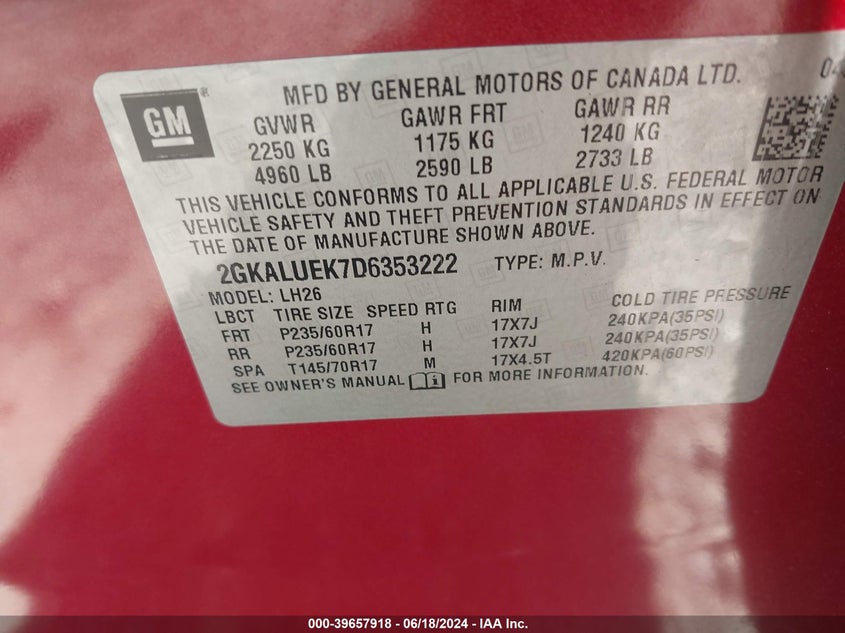 MFD BY GENERAL MOTORS OF CANADA LTD.
GM®
GVWR GAWR FRT GAWR RR
2250 KG 1175 KG 1240 KG
4960 LB 2590 LB 2733 LB
THIS VEHICLE CONFORMS TO ALL APPLICABLE U.S. FEDERAL MOTOR
VEHICLE SAFETY AND THEFT PREVENTION STANDARDS IN EFFECT ON
THE DATE OF MANUFACTURE SHOWN ABOVE.
2GKALUEK7D6353222 TYPE: M.P.V.
MODEL: LH26
LBCT TIRE SIZE SPEED RTG RIM COLD TIRE PRESSURE
FRT P235/60R17 H 17X7J 240KPA(35PSI)
RR P235/60R17 H 17X7J 240KPA(35PSI)
SPA T145/70R17 M 17X4.5T 420KPA(60PSI)
SEE OWNER'S MANUAL FOR MORE INFORMATION.
000-39657918 - 06/18/2024 - IAA Inc.